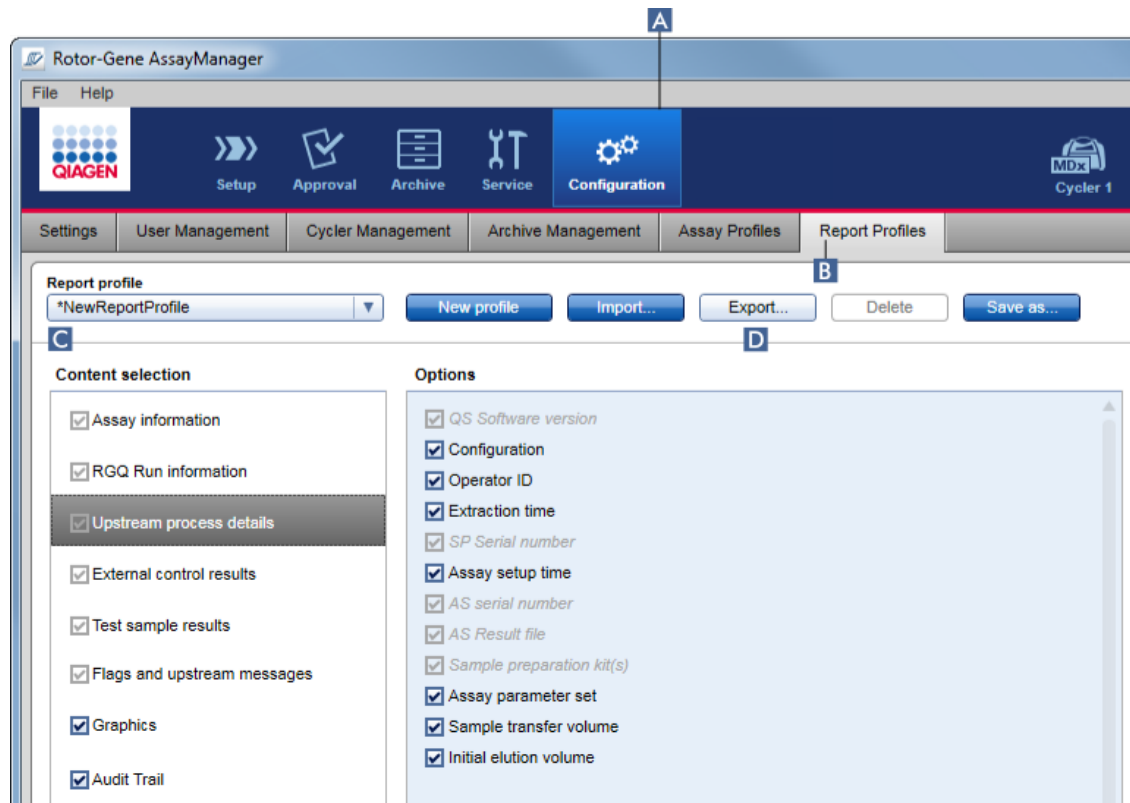 A
Rotor-Gene AssayManager
File Help
QIAGEN
Setup
Approval
Archive
Service
Configuration
MDx
Cycler 1
Settings
User Management
Cycler Management
Archive Management
Assay Profiles
Report Profiles
B
Report profile
*NewReportProfile
New profile
Import...
Export...
Delete
Save as...
C
D
Content selection
Assay information
RGQ Run information
Upstream process details
External control results
Test sample results
Flags and upstream messages
Graphics
Audit Trail
Options
QS Software version
Configuration
Operator ID
Extraction time
SP Serial number
Assay setup time
AS serial number
AS Result file
Sample preparation kit(s)
Assay parameter set
Sample transfer volume
Initial elution volume